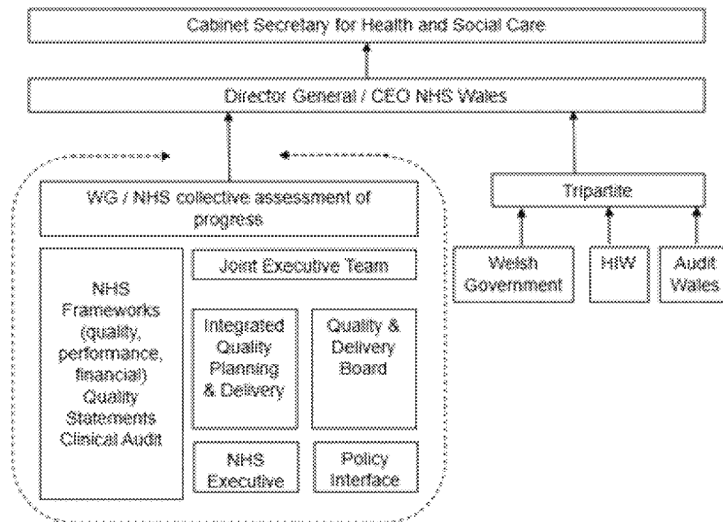 Cabinet Secretary for Health and Social Care
Director General / CEO NHS Wales
WG / NHS collective assessment of
progress
Tripartite
Welsh
Government
HIW
Audit
Wales
Joint Executive Team
NHS
Frameworks
(quality,
performance,
financial)
Quality
Statements
Clinical Audit
Integrated
Quality
Planning
& Delivery
Quality &
Delivery
Board
NHS
Executive
Policy
Interface